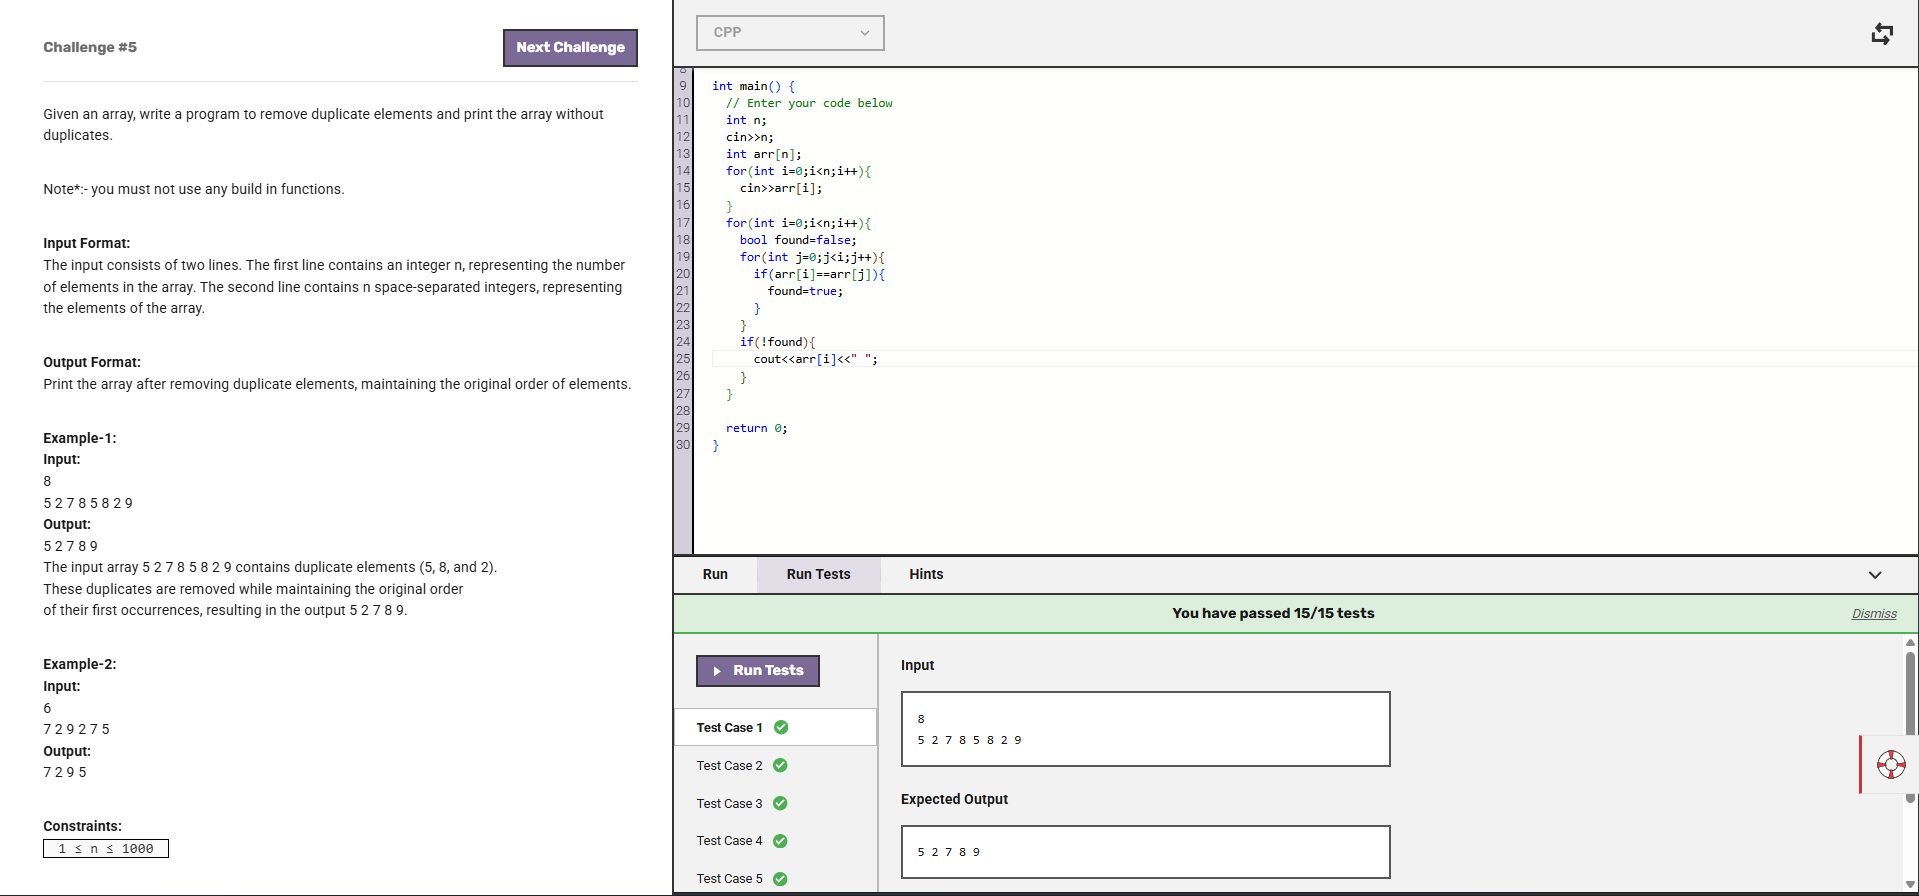 Challenge #5
Next Challenge
Given an array, write a program to remove duplicate elements and print the array without
duplicates.
Note*:- you must not use any build in functions.
Input Format:
The input consists of two lines. The first line contains an integer n, representing the number
of elements in the array. The second line contains n space-separated integers, representing
the elements of the array.
Output Format:
Print the array after removing duplicate elements, maintaining the original order of elements.
Example-1:
Input:
8
5 2 7 8 5 8 2 9
Output:
5 2 7 8 9
The input array 5 2 7 8 5 8 2 9 contains duplicate elements (5, 8, and 2).
These duplicates are removed while maintaining the original order
of their first occurrences, resulting in the output 5 2 7 8 9.
Example-2:
Input:
6
7 2 9 2 7 5
Output:
7 2 9 5
Constraints:
1 ≤ n ≤ 1000
CPP
9 int main() {
10 // Enter your code below
11 int n;
12 cin>>n;
13 int arr[n];
14 for(int i=0;i<n;i++){
15 cin>>arr[i];
16 }
17 for(int i=0;i<n;i++){
18 bool found=false;
19 for(int j=0;j<i;j++){
20 if(arr[i]==arr[j]){
21 found=true;
22 }
23 }
24 if(!found){
25 cout<<arr[i]<<" ";
26 }
27 }
28
29 return 0;
30 }
Run
Run Tests
Hints
You have passed 15/15 tests
Dismiss
Run Tests
Test Case 1
Test Case 2
Test Case 3
Test Case 4
Test Case 5
Input
8
5 2 7 8 5 8 2 9
Expected Output
5 2 7 8 9